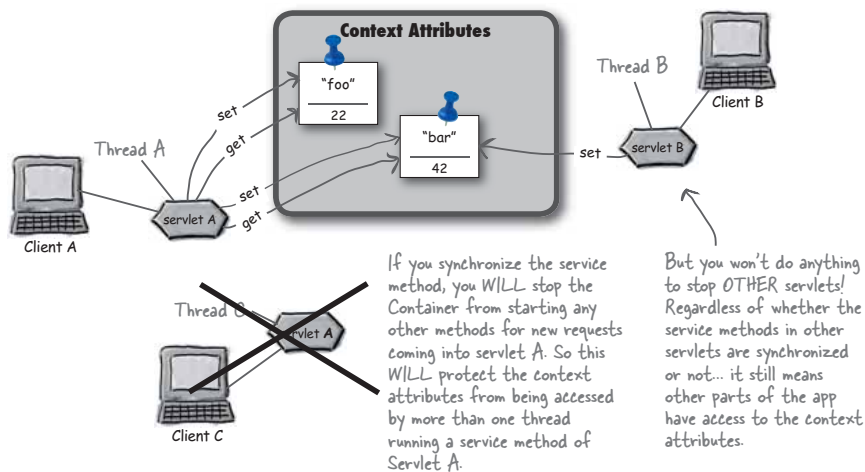 Context Attributes
"foo"
22
"bar"
42
set
get
set
get
set
Thread A
servlet A
Client A
Thread B
servlet B
Client B
Thread C
servlet A
Client C
If you synchronize the service
method, you WILL stop the
Container from starting any
other methods for new requests
coming into servlet A. So this
WILL protect the context
attributes from being accessed
by more than one thread
running a service method of
Servlet A.
But you won't do anything
to stop OTHER servlets!
Regardless of whether the
service methods in other
servlets are synchronized
or not... it still means
other parts of the app
have access to the context
attributes.